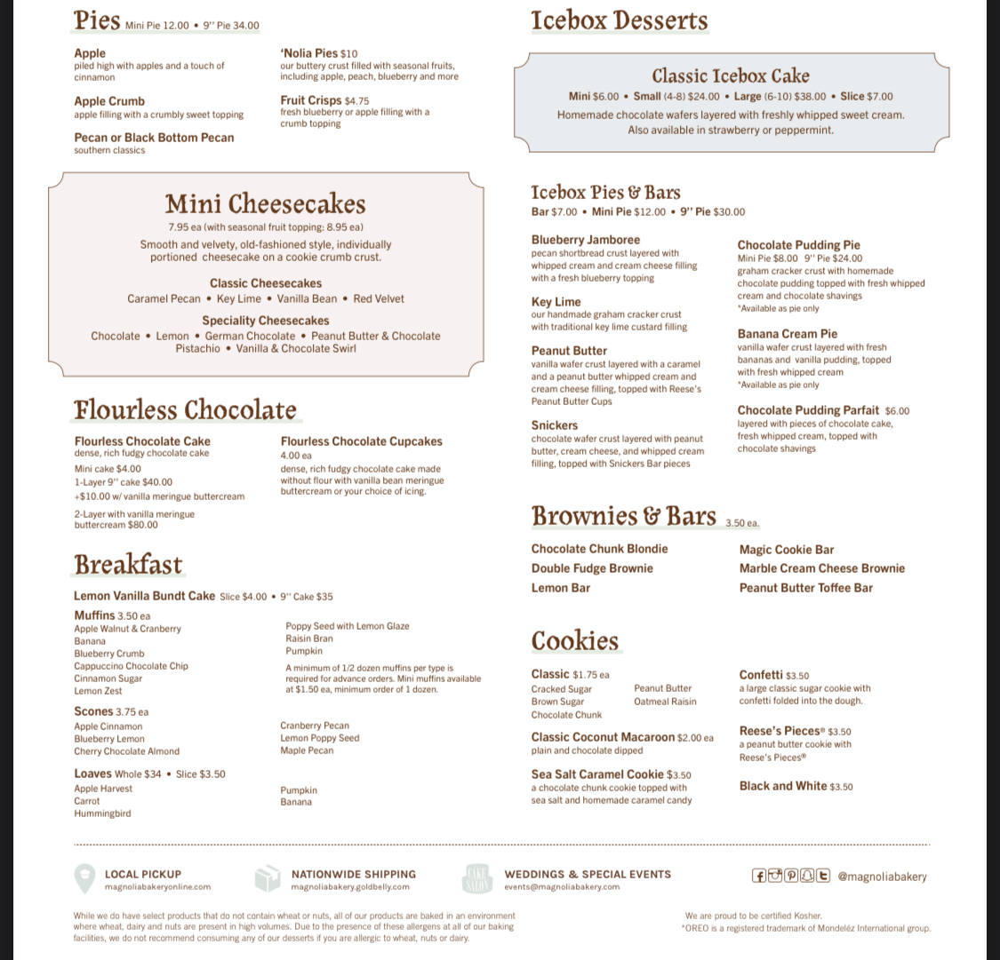 Pies Mini Pie 12.00 • 9'' Pie 34.00
Apple
piled high with apples and a touch of
cinnamon
Apple Crumb
apple filling with a crumbly sweet topping
Pecan or Black Bottom Pecan
southern classics
‘Nolia Pies $10
our buttery crust filled with seasonal fruits,
including apple, peach, blueberry and more
Fruit Crisps $4.75
fresh blueberry or apple filling with a
crumb topping
Mini Cheesecakes
7.95 ea (with seasonal fruit topping: 8.95 ea)
Smooth and velvety, old-fashioned style, individually
portioned cheesecake on a cookie crumb crust.
Classic Cheesecakes
Caramel Pecan • Key Lime • Vanilla Bean • Red Velvet
Speciality Cheesecakes
Chocolate • Lemon • German Chocolate • Peanut Butter & Chocolate
Pistachio • Vanilla & Chocolate Swirl
Flourless Chocolate
Flourless Chocolate Cake
dense, rich fudgy chocolate cake
Mini cake $4.00
1-Layer 9'' cake $40.00
+$10.00 w/ vanilla meringue buttercream
2-Layer with vanilla meringue
buttercream $80.00
Flourless Chocolate Cupcakes
4.00 ea
dense, rich fudgy chocolate cake made
without flour with vanilla bean meringue
buttercream or your choice of icing.
Breakfast
Lemon Vanilla Bundt Cake Slice $4.00 • 9'' Cake $35
Muffins 3.50 ea
Apple Walnut & Cranberry
Banana
Blueberry Crumb
Cappuccino Chocolate Chip
Cinnamon Sugar
Lemon Zest
Poppy Seed with Lemon Glaze
Raisin Bran
Pumpkin
A minimum of 1/2 dozen muffins per type is
required for advance orders. Mini muffins available
at $1.50 ea, minimum order of 1 dozen.
Scones 3.75 ea
Apple Cinnamon
Blueberry Lemon
Cherry Chocolate Almond
Cranberry Pecan
Lemon Poppy Seed
Maple Pecan
Loaves Whole $34 • Slice $3.50
Apple Harvest
Carrot
Hummingbird
Pumpkin
Banana
Icebox Desserts
Classic Icebox Cake
Mini $6.00 • Small (4-8) $24.00 • Large (6-10) $38.00 • Slice $7.00
Homemade chocolate wafers layered with freshly whipped sweet cream.
Also available in strawberry or peppermint.
Icebox Pies & Bars
Bar $7.00 • Mini Pie $12.00 • 9'' Pie $30.00
Blueberry Jamboree
pecan shortbread crust layered with
whipped cream and cream cheese filling
with a fresh blueberry topping
Key Lime
our handmade graham cracker crust
with traditional key lime custard filling
Peanut Butter
vanilla wafer crust layered with a caramel
and a peanut butter whipped cream and
cream cheese filling, topped with Reese's
Peanut Butter Cups
Snickers
chocolate wafer crust layered with peanut
butter, cream cheese, and whipped cream
filling, topped with Snickers Bar pieces
Chocolate Pudding Pie
Mini Pie $8.00 9'' Pie $24.00
graham cracker crust with homemade
chocolate pudding topped with fresh whipped
cream and chocolate shavings
*Available as pie only
Banana Cream Pie
vanilla wafer crust layered with fresh
bananas and vanilla pudding, topped
with fresh whipped cream
*Available as pie only
Chocolate Pudding Parfait $6.00
layered with pieces of chocolate cake,
fresh whipped cream, topped with
chocolate shavings
Brownies & Bars 3.50 ea.
Chocolate Chunk Blondie
Double Fudge Brownie
Lemon Bar
Magic Cookie Bar
Marble Cream Cheese Brownie
Peanut Butter Toffee Bar
Cookies
Classic $1.75 ea
Cracked Sugar
Brown Sugar
Chocolate Chunk
Peanut Butter
Oatmeal Raisin
Classic Coconut Macaroon $2.00 ea
plain and chocolate dipped
Sea Salt Caramel Cookie $3.50
a chocolate chunk cookie topped with
sea salt and homemade caramel candy
Confetti $3.50
a large classic sugar cookie with
confetti folded into the dough.
Reese's Pieces® $3.50
a peanut butter cookie with
Reese's Pieces®
Black and White $3.50
LOCAL PICKUP
magnoliabakeryonline.com
NATIONWIDE SHIPPING
magnoliabakery.goldbelly.com
CAKE
SALON
WEDDINGS & SPECIAL EVENTS
events@magnoliabakery.com
@magnoliabakery
While we do have select products that do not contain wheat or nuts, all of our products are baked in an environment
where wheat, dairy and nuts are present in high volumes. Due to the presence of these allergens at all of our baking
facilities, we do not recommend consuming any of our desserts if you are allergic to wheat, nuts or dairy.
We are proud to be certified Kosher.
*OREO is a registered trademark of Mondeléz International group.